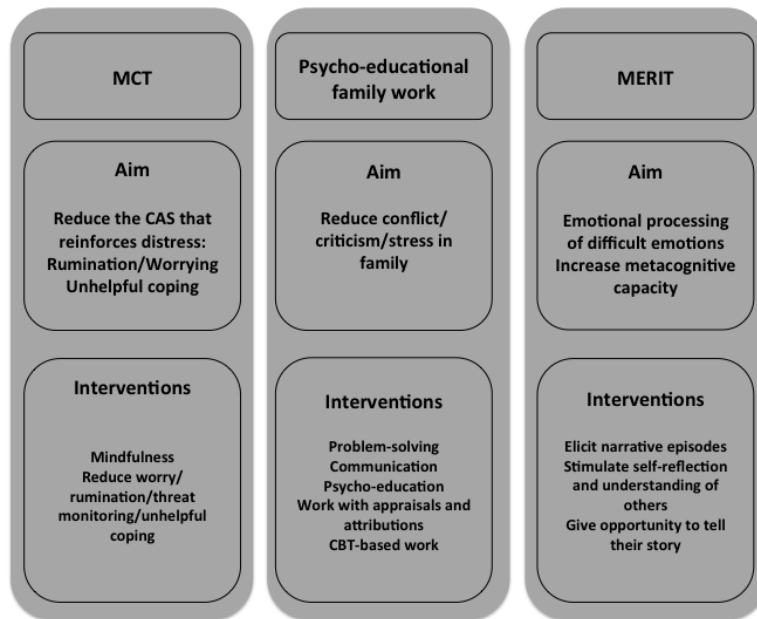 MCT
Aim
Reduce the CAS that
reinforces distress:
Rumination/Worrying
Unhelpful coping
Interventions
Mindfulness
Reduce worry/
rumination/threat
monitoring/unhelpful
coping
Psycho-educational
family work
Aim
Reduce conflict/
criticism/stress in
family
Interventions
Problem-solving
Communication
Psycho-education
Work with appraisals and
attributions
CBT-based work
MERIT
Aim
Emotional processing
of difficult emotions
Increase metacognitive
capacity
Interventions
Elicit narrative episodes
Stimulate self-reflection
and understanding of
others
Give opportunity to tell
their story